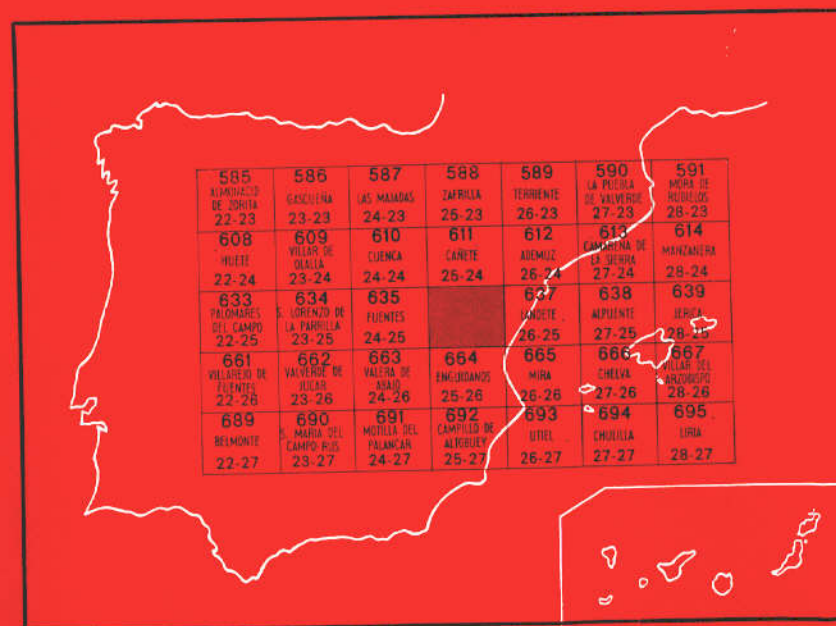 585 586 587 588 589 590 591
ALMONACID DE ZORITA GASCUEÑA LAS MAJADAS ZAFRILLA TERRIENTE LA PUEBLA DE VALVERDE MORA DE RUBIELOS
22-23 23-23 24-23 25-23 26-23 27-23 28-23
608 609 610 611 612 613 614
HUETE VILLAR DE OLALLA CUENCA CAÑETE ADEMUZ CAMARENA DE LA SIERRA MANZANERA
22-24 23-24 24-24 25-24 26-24 27-24 28-24
633 634 635 637 638 639
PALOMARES DEL CAMPO S. LORENZO DE LA PARRILLA FUENTES LANDETE ALPUENTE JERICA
22-25 23-25 24-25 26-25 27-25 28-25
661 662 663 664 665 666 667
VILLAREJO DE FUENTES VALVERDE DE JUCAR VALERA DE ABAJO ENGUIDANOS MIRA CHELVA VILLAR DEL ARZOBISPO
22-26 23-26 24-26 25-26 26-26 27-26 28-26
689 690 691 692 693 694 695
BELMONTE S. MARIA DEL CAMPO RUS MOTILLA DEL PALANCAR CAMPILLO DE ALTOBUEY UTIEL CHULILLA LIRIA
22-27 23-27 24-27 25-27 26-27 27-27 28-27